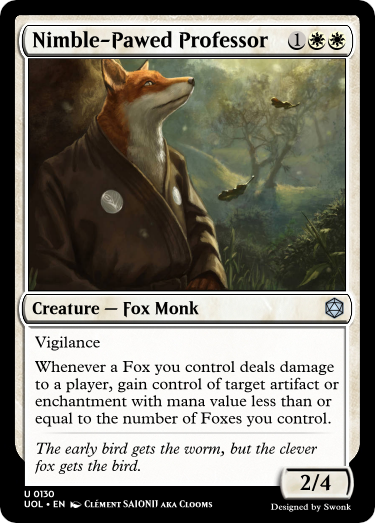 Nimble-Pawed Professor 1
Creature — Fox Monk
Vigilance
Whenever a Fox you control deals damage
to a player, gain control of target artifact or
enchantment with mana value less than or
equal to the number of Foxes you control.
The early bird gets the worm, but the clever
fox gets the bird.
2/4
U 0130
UOL • EN Clément SAIONJI aka Clooms
Designed by Swonk